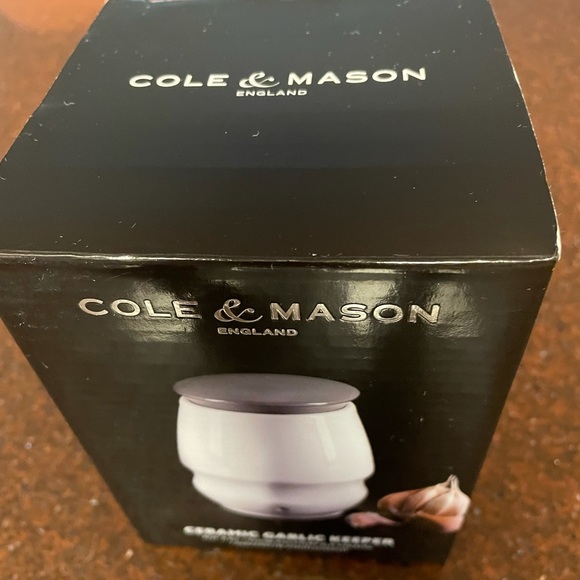 COLE & MASON
ENGLAND
COLE & MASON
ENGLAND
CERAMIC GARLIC KEEPER